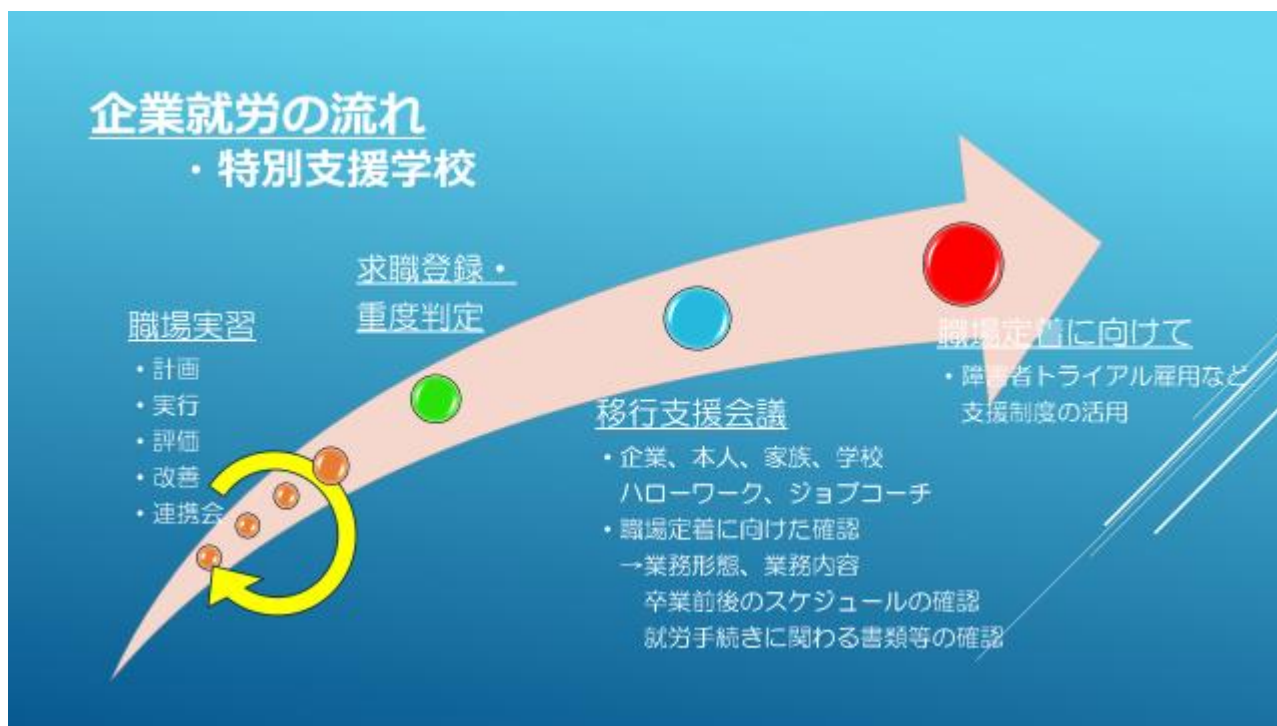 企業就労の流れ
・特別支援学校
求職登録・
重度判定
職場実習
・計画
・実行
・評価
・改善
・連携会
移行支援会議
・企業、本人、家族、学校
ハローワーク、ジョブコーチ
・職場定着に向けた確認
→業務形態、業務内容
卒業前後のスケジュールの確認
就労手続きに関わる書類等の確認
職場定着に向けて
・障害者トライアル雇用など
支援制度の活用